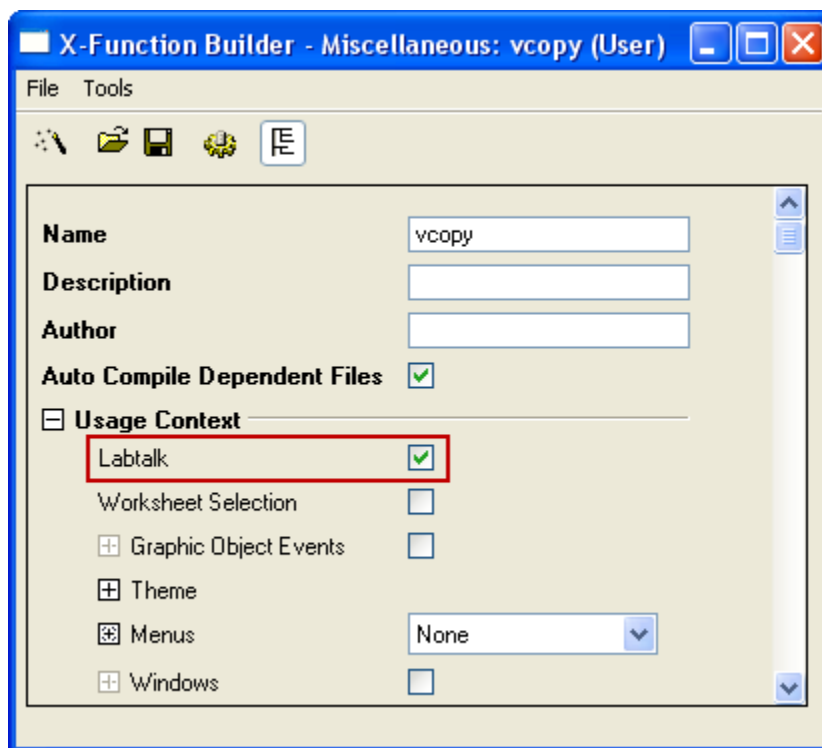 X-Function Builder - Miscellaneous: vcopy (User)
File Tools
Name vcopy
Description
Author
Auto Compile Dependent Files
Usage Context
Labtalk
Worksheet Selection
Graphic Object Events
Theme
Menus None
Windows